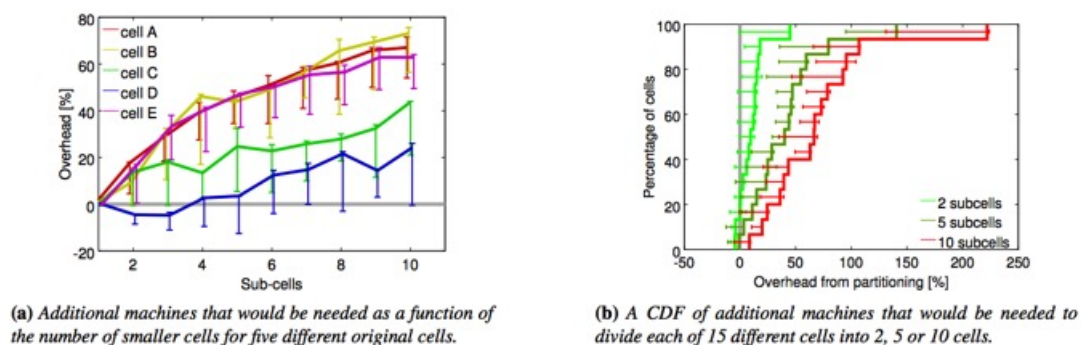 80
60
40
20
0
-20
cell A
cell B
cell C
cell D
cell E
Overhead [%]
2 4 6 8 10
Sub-cells
(a) Additional machines that would be needed as a function of
the number of smaller cells for five different original cells.
100
80
60
40
20
0
Percentage of cells
2 subcells
5 subcells
10 subcells
-50 0 50 100 150 200 250
Overhead from partitioning [%]
(b) A CDF of additional machines that would be needed to
divide each of 15 different cells into 2, 5 or 10 cells.